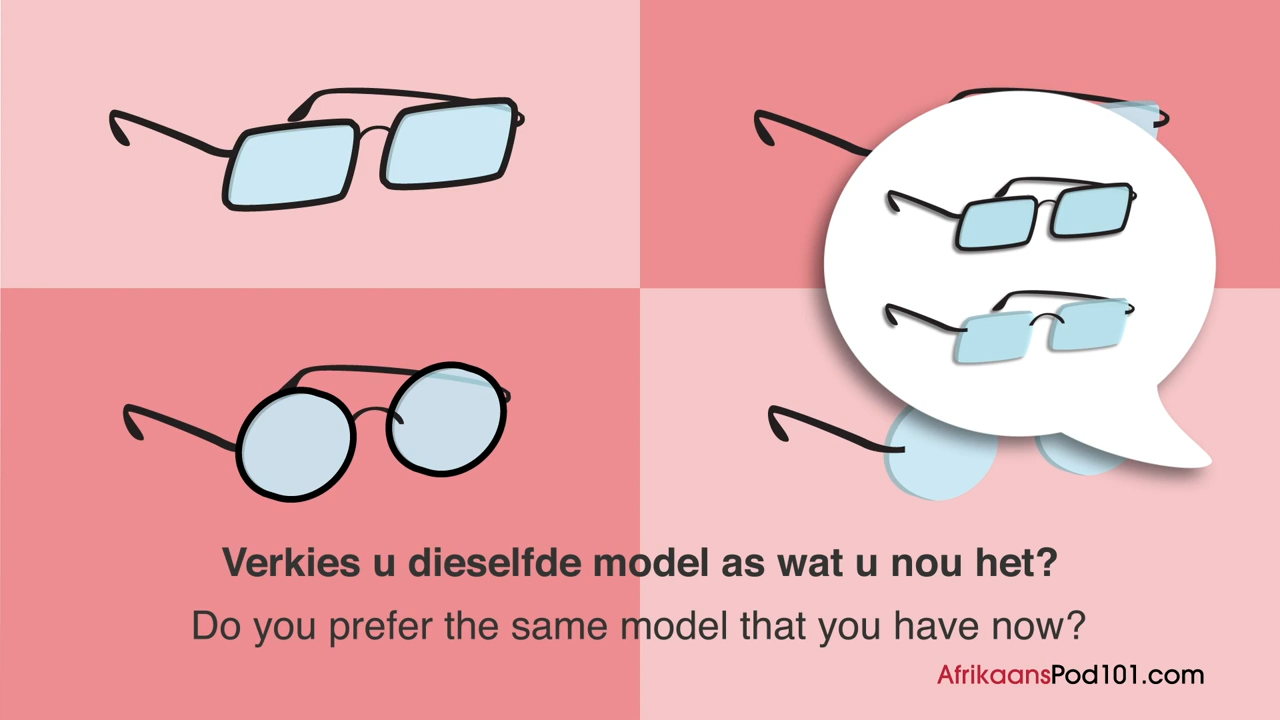 Verkies u dieselfde model as wat u nou het?
Do you prefer the same model that you have now?
AfrikaansPod101.com